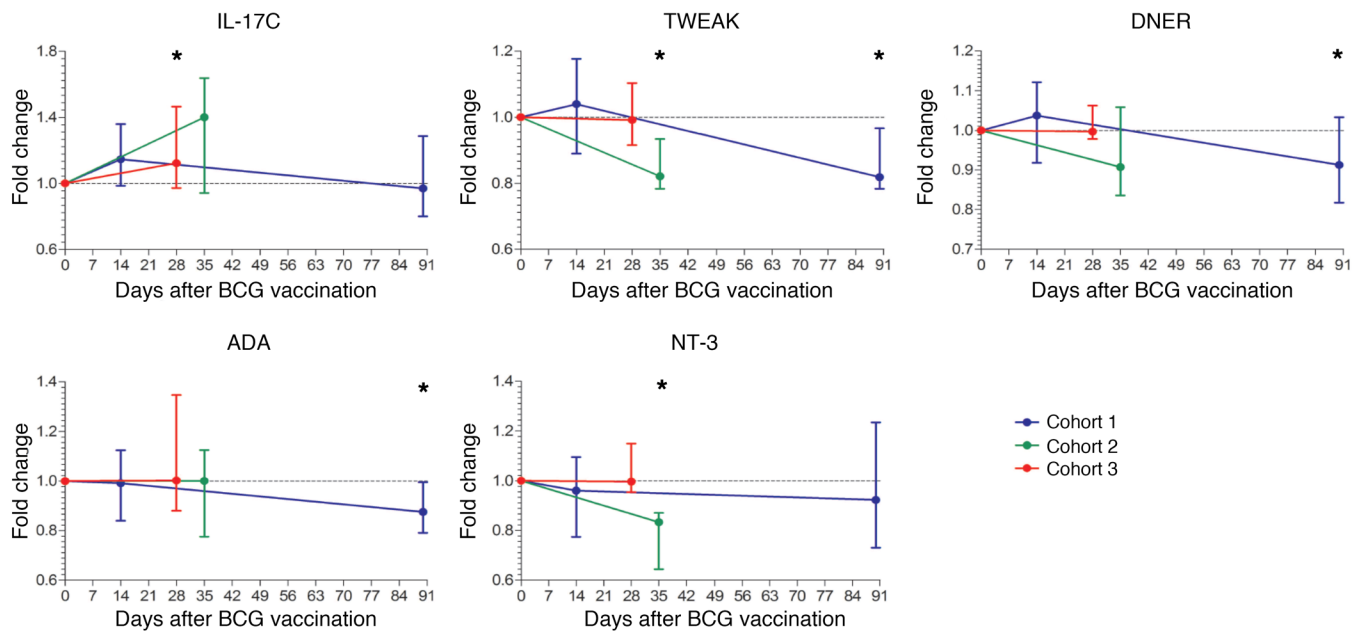 IL-17C
*
1.8
1.4
1.0
0.6
Fold change
0 7 14 21 28 35 42 49 56 63 70 77 84 91
Days after BCG vaccination
TWEAK
* *
1.2
1.0
0.8
0.6
Fold change
0 7 14 21 28 35 42 49 56 63 70 77 84 91
Days after BCG vaccination
DNER
*
1.2
1.1
1.0
0.9
0.8
0.7
Fold change
0 7 14 21 28 35 42 49 56 63 70 77 84 91
Days after BCG vaccination
ADA
*
1.4
1.2
1.0
0.8
0.6
Fold change
0 7 14 21 28 35 42 49 56 63 70 77 84 91
Days after BCG vaccination
NT-3
*
1.4
1.2
1.0
0.8
0.6
Fold change
0 7 14 21 28 35 42 49 56 63 70 77 84 91
Days after BCG vaccination
Cohort 1
Cohort 2
Cohort 3